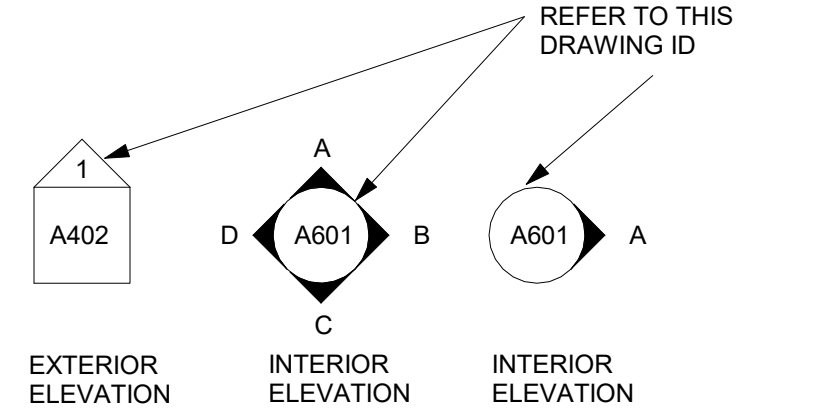 REFER TO THIS
DRAWING ID
1
A402
A
D
A601
B
C
A601
A
EXTERIOR
ELEVATION
INTERIOR
ELEVATION
INTERIOR
ELEVATION